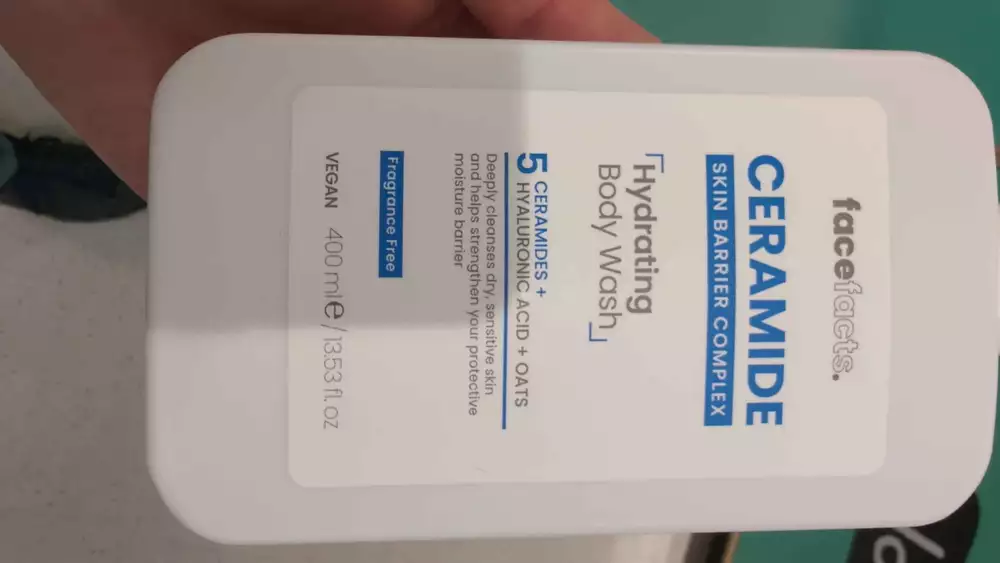 facefacts.
CERAMIDE
SKIN BARRIER COMPLEX
Hydrating
Body Wash
5 CERAMIDES +
HYALURONIC ACID + OATS
Deeply cleanses dry, sensitive skin
and helps strengthen your protective
moisture barrier
Fragrance Free
VEGAN 400 ml e / 13.53 fl. oz